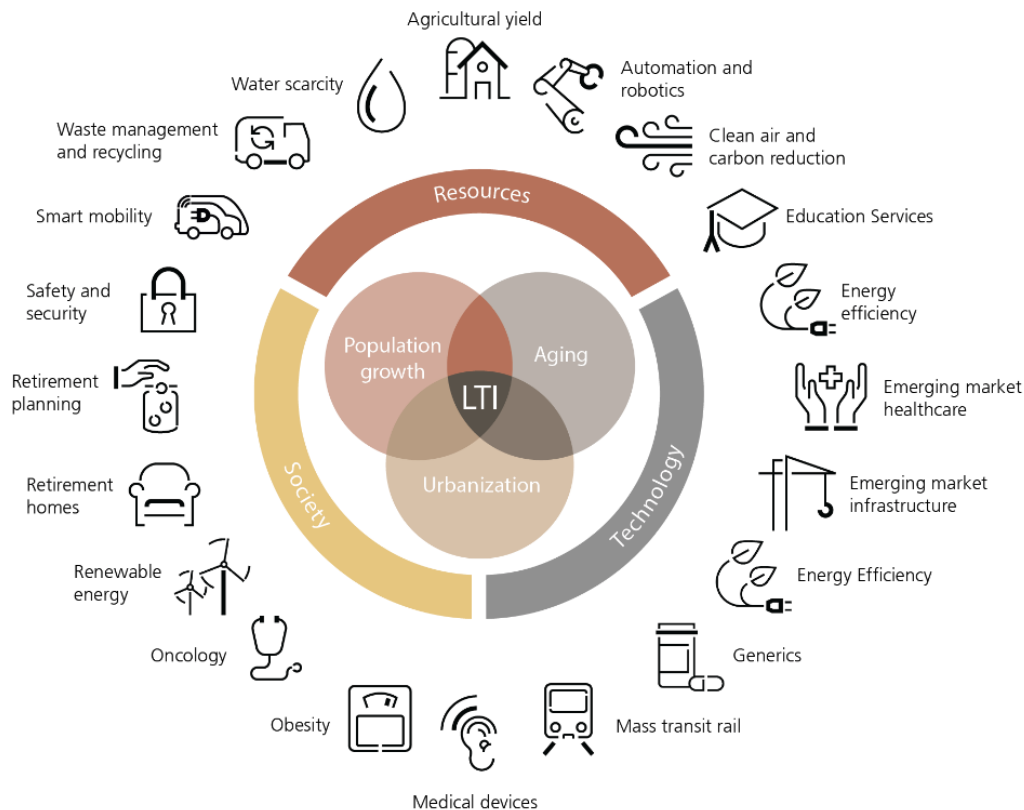 Agricultural yield
Automation and
robotics
Clean air and
carbon reduction
Education Services
Energy
efficiency
Emerging market
healthcare
Emerging market
infrastructure
Energy Efficiency
Generics
Mass transit rail
Medical devices
Obesity
Oncology
Renewable
energy
Retirement
homes
Retirement
planning
Safety and
security
Smart mobility
Waste management
and recycling
Water scarcity
Resources
Technology
Society
Population
growth
Aging
LTI
Urbanization